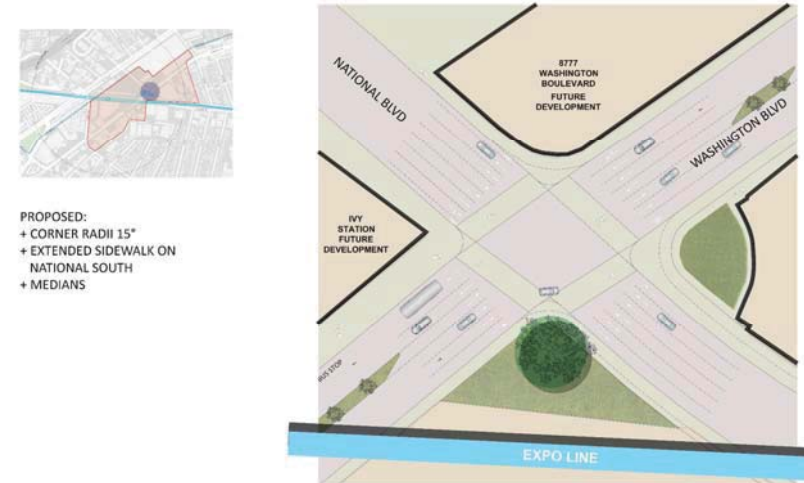 PROPOSED:
+ CORNER RADII 15"
+ EXTENDED SIDEWALK ON
NATIONAL SOUTH
+ MEDIANS
NATIONAL BLVD
8777
WASHINGTON
BOULEVARD
FUTURE
DEVELOPMENT
WASHINGTON BLVD
IVY
STATION
FUTURE
DEVELOPMENT
BUS STOP
EXPO LINE